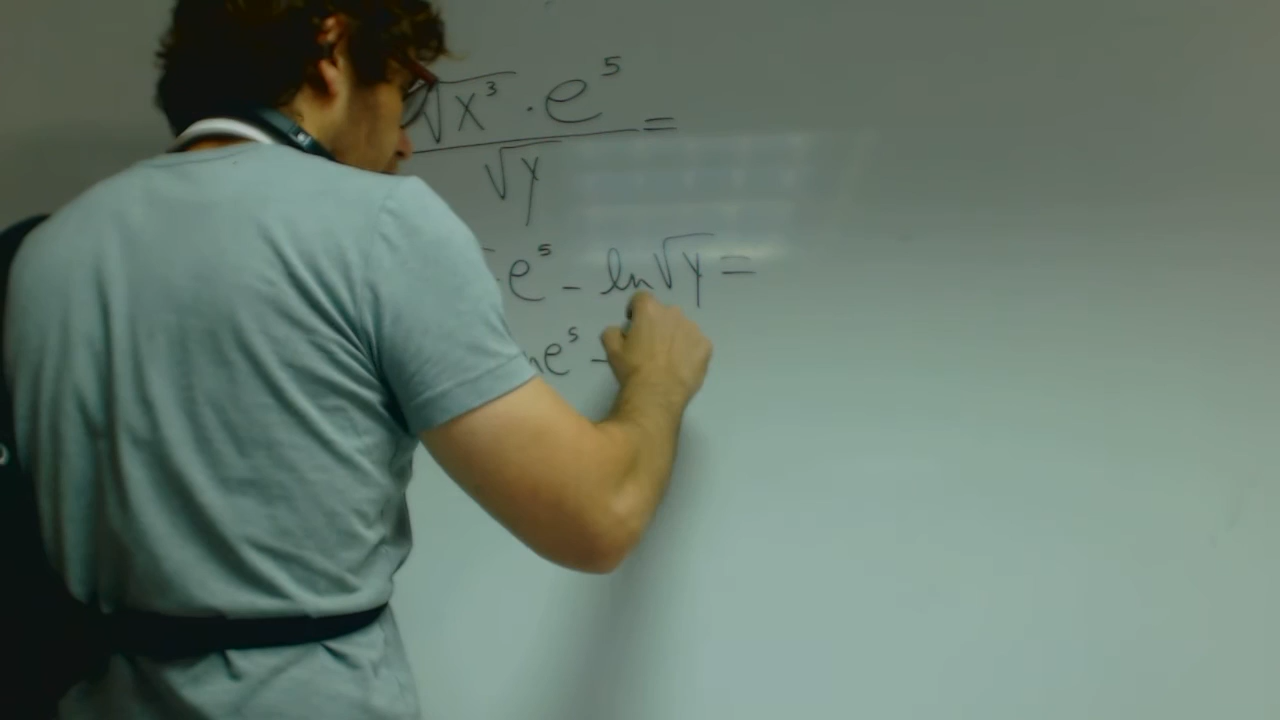 √x³ · e⁵ =
√y
· e⁵ - ln √y =
e⁵ -